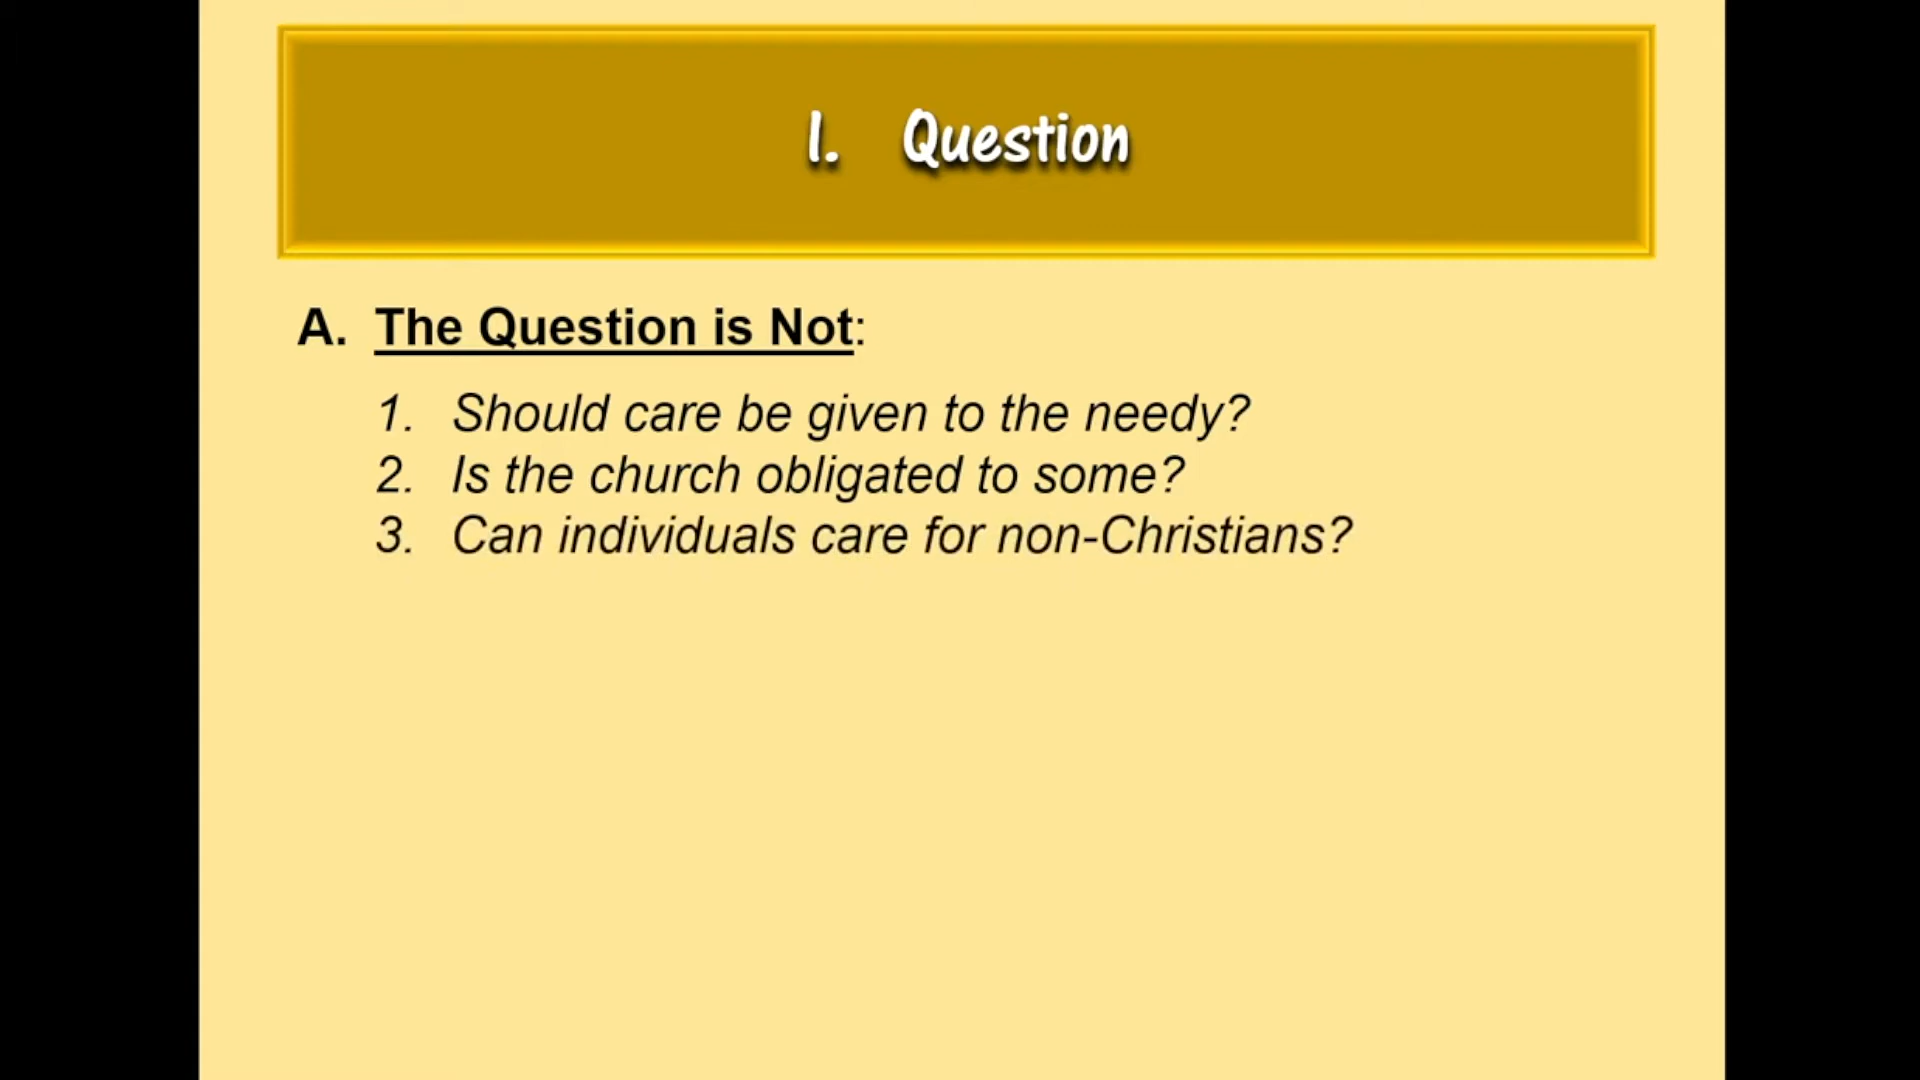 I. Question
A. The Question is Not:
1. Should care be given to the needy?
2. Is the church obligated to some?
3. Can individuals care for non-Christians?